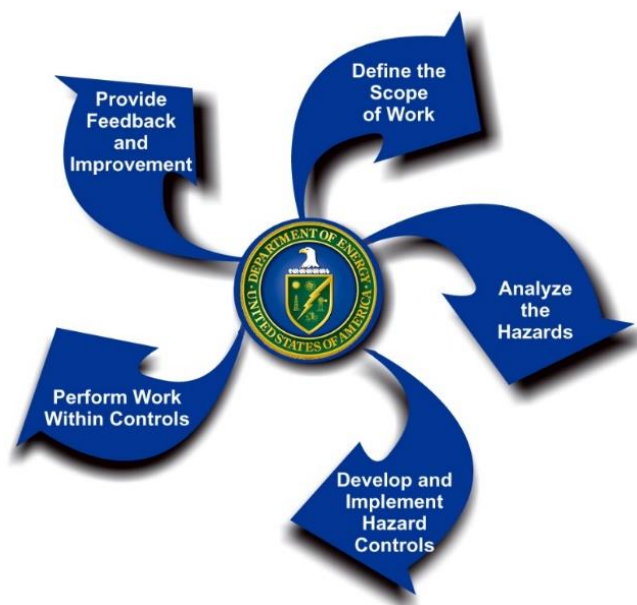 Define the
Scope
of Work
Analyze
the
Hazards
Develop and
Implement
Hazard
Controls
Perform Work
Within Controls
Provide
Feedback
and
Improvement
DEPARTMENT OF ENERGY
UNITED STATES OF AMERICA